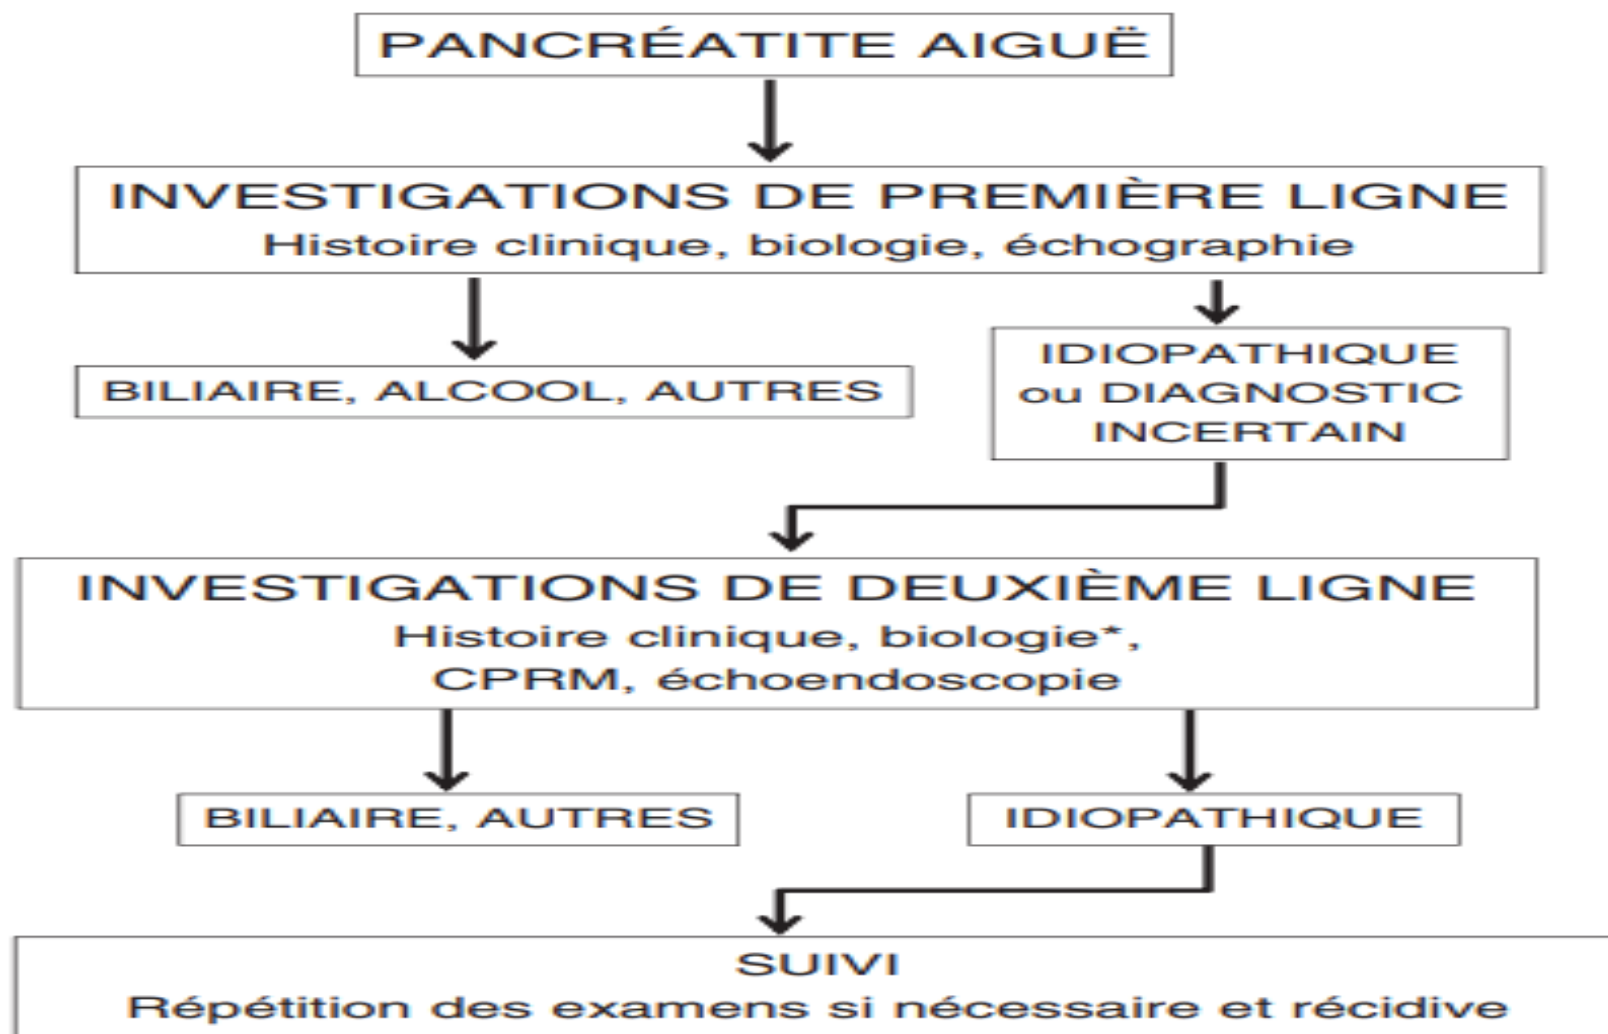 PANCRÉATITE AIGUË
INVESTIGATIONS DE PREMIÈRE LIGNE
Histoire clinique, biologie, échographie
BILIAIRE, ALCOOL, AUTRES
IDIOPATHIQUE
ou DIAGNOSTIC
INCERTAIN
INVESTIGATIONS DE DEUXIÈME LIGNE
Histoire clinique, biologie*,
CPRM, échoendoscopie
BILIAIRE, AUTRES
IDIOPATHIQUE
SUIVI
Répétition des examens si nécessaire et récidive